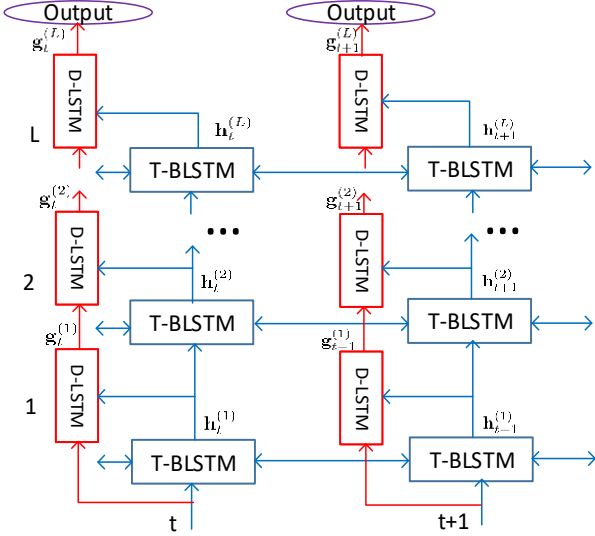 Output Output
g_t^{(L)} g_{t+1}^{(L)}
D-LSTM D-LSTM
L h_t^{(L)} h_{t+1}^{(L)}
T-BLSTM T-BLSTM
g_t^{(2)} g_{t+1}^{(2)}
D-LSTM ... D-LSTM ...
2 h_t^{(2)} h_{t+1}^{(2)}
T-BLSTM T-BLSTM
g_t^{(1)} g_{t-1}^{(1)}
D-LSTM D-LSTM
1 h_t^{(1)} h_{t-1}^{(1)}
T-BLSTM T-BLSTM
t t+1